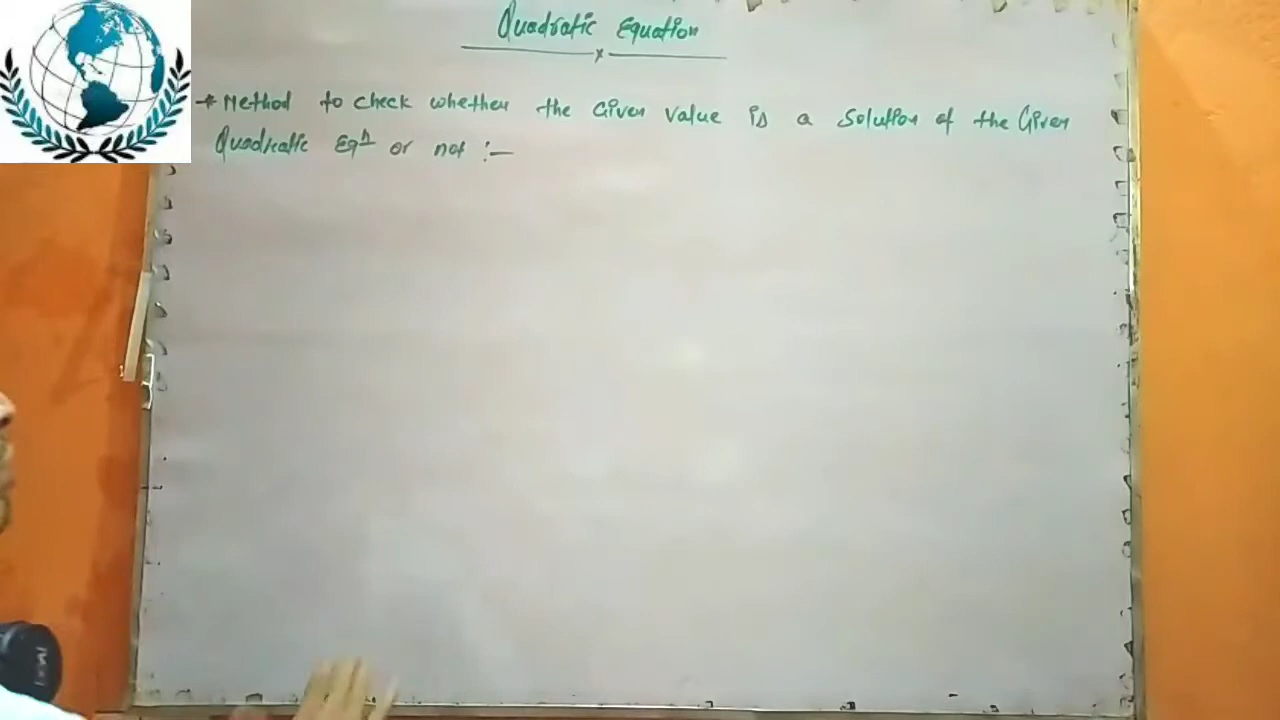 Quadratic Equation
* Method to check whether the Given value is a solution of the Given
Quadratic Eqn or not :-